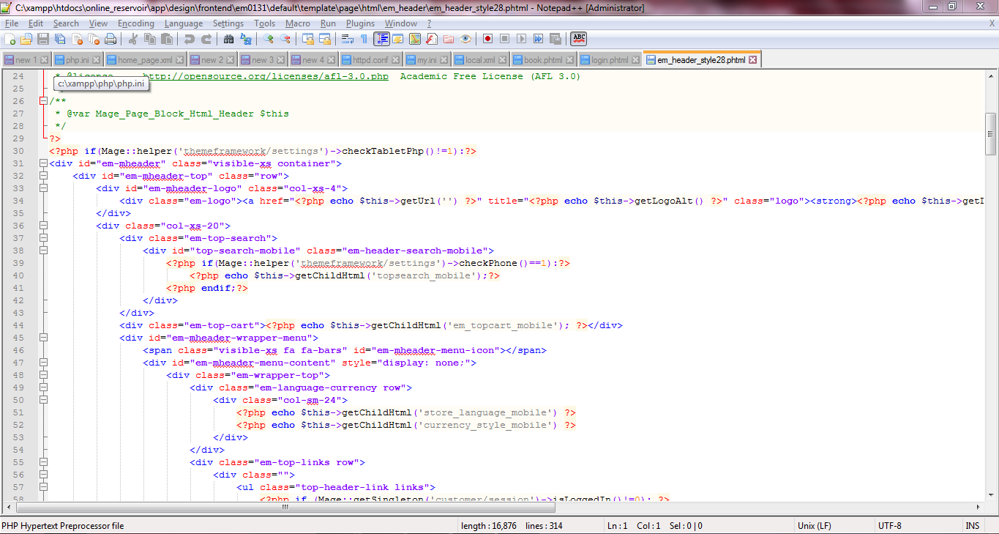 C:\xampp\htdocs\online_reservoir\app\design\frontend\em0131\default\template\page\html\em_header\em_header_style28.phtml - Notepad++ [Administrator]
File Edit Search View Encoding Language Settings Tools Macro Run Plugins Window ? X
ABC
new 1 php.ini home_page.xml new 2 new 3 new 4 httpd.conf my.ini local.xml book.phtml login.phtml em_header_style28.phtml
24 * @license http://opensource.org/licenses/afl-3.0.php Academic Free License (AFL 3.0)
25 c:\xampp\php\php.ini
26 /**
27 * @var Mage_Page_Block_Html_Header $this
28 */
29 ?>
30 <?php if(Mage::helper('themeframework/settings')->checkTabletPhp()!=1):?>
31 <div id="em-mheader" class="visible-xs container">
32 <div id="em-mheader-top" class="row">
33 <div id="em-mheader-logo" class="col-xs-4">
34 <div class="em-logo"><a href="<?php echo $this->getUrl('') ?>" title="<?php echo $this->getLogoAlt() ?>" class="logo"><strong><?php echo $this->getL
35 </div>
36 <div class="col-xs-20">
37 <div class="em-top-search">
38 <div id="top-search-mobile" class="em-header-search-mobile">
39 <?php if(Mage::helper('themeframework/settings')->checkPhone()==1):?>
40 <?php echo $this->getChildHtml('topsearch_mobile');?>
41 <?php endif;?>
42 </div>
43 </div>
44 <div class="em-top-cart"><?php echo $this->getChildHtml('em_topcart_mobile'); ?></div>
45 <div id="em-mheader-wrapper-menu">
46 <span class="visible-xs fa fa-bars" id="em-mheader-menu-icon"></span>
47 <div id="em-mheader-menu-content" style="display: none;">
48 <div class="em-wrapper-top">
49 <div class="em-language-currency row">
50 <div class="col-sm-24">
51 <?php echo $this->getChildHtml('store_language_mobile') ?>
52 <?php echo $this->getChildHtml('currency_style_mobile') ?>
53 </div>
54 </div>
55 <div class="em-top-links row">
56 <div class="">
57 <ul class="top-header-link links">
58 <?php if (Mage::getSingleton('customer/session')->isLoggedIn()!=0): ?>
PHP Hypertext Preprocessor file length : 16,876 lines : 314 Ln : 1 Col : 1 Sel : 0 | 0 Unix (LF) UTF-8 INS